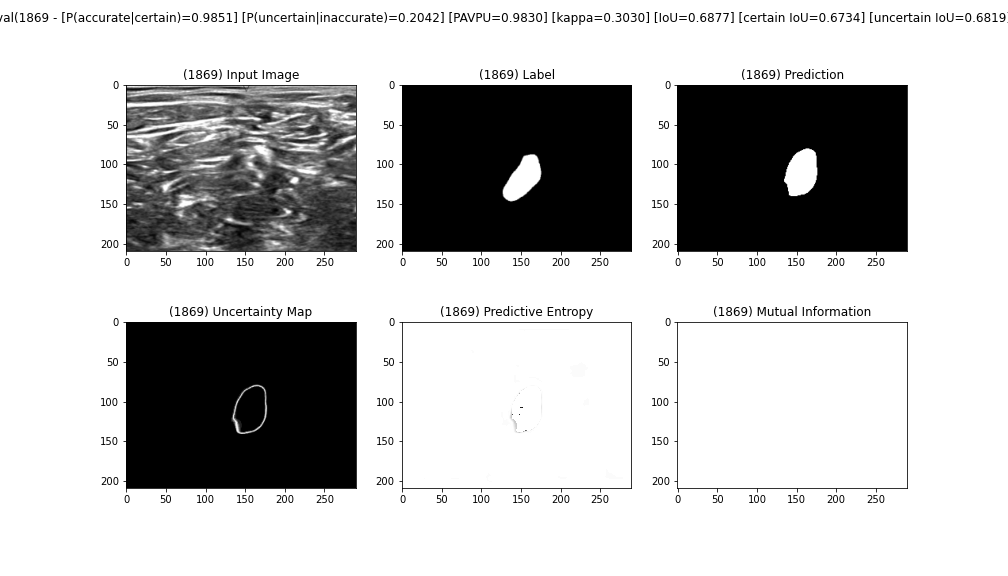 val(1869 - [P(accurate|certain)=0.9851] [P(uncertain|inaccurate)=0.2042] [PAVPU=0.9830] [kappa=0.3030] [IoU=0.6877] [certain IoU=0.6734] [uncertain IoU=0.6819]
(1869) Input Image
0
50
100
150
200
0 50 100 150 200 250
(1869) Label
0
50
100
150
200
0 50 100 150 200 250
(1869) Prediction
0
50
100
150
200
0 50 100 150 200 250
(1869) Uncertainty Map
0
50
100
150
200
0 50 100 150 200 250
(1869) Predictive Entropy
0
50
100
150
200
0 50 100 150 200 250
(1869) Mutual Information
0
50
100
150
200
0 50 100 150 200 250